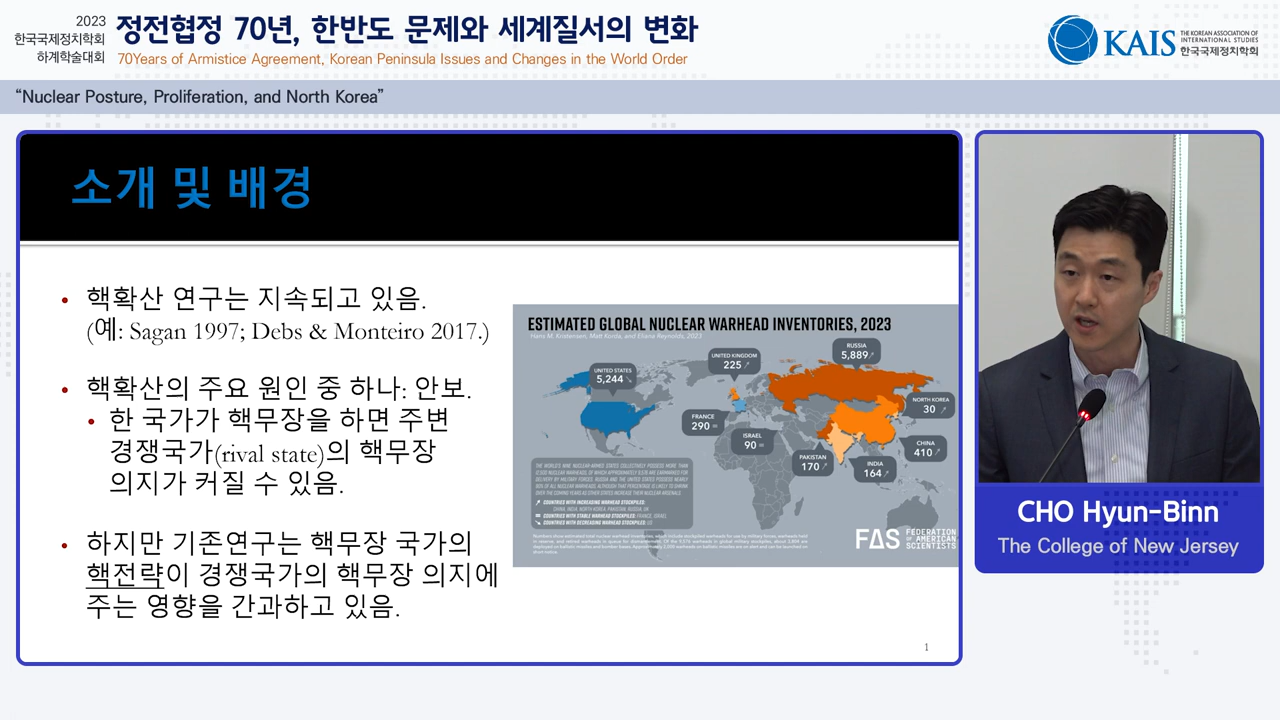 2023
한국국제정치학회
하계학술대회
정전협정 70년, 한반도 문제와 세계질서의 변화
70Years of Armistice Agreement, Korean Peninsula Issues and Changes in the World Order
KAIS
THE KOREAN ASSOCIATION OF
INTERNATIONAL STUDIES
한국국제정치학회
“Nuclear Posture, Proliferation, and North Korea”
소개 및 배경
• 핵확산 연구는 지속되고 있음.
(예: Sagan 1997; Debs & Monteiro 2017.)
• 핵확산의 주요 원인 중 하나: 안보.
• 한 국가가 핵무장을 하면 주변
경쟁국가(rival state)의 핵무장
의지가 커질 수 있음.
• 하지만 기존연구는 핵무장 국가의
핵전략이 경쟁국가의 핵무장 의지에
주는 영향을 간과하고 있음.
ESTIMATED GLOBAL NUCLEAR WARHEAD INVENTORIES, 2023
Hans M. Kristensen, Matt Korda, and Eliana Reynolds, 2023
UNITED STATES
5,244
UNITED KINGDOM
225
RUSSIA
5,889
FRANCE
290
ISRAEL
90
PAKISTAN
170
INDIA
164
NORTH KOREA
30
CHINA
410
COUNTRIES WITH INCREASING WARHEAD STOCKPILES:
CHINA, INDIA, NORTH KOREA, PAKISTAN, RUSSIA, UK
COUNTRIES WITH STABLE WARHEAD STOCKPILES: FRANCE, ISRAEL
COUNTRIES WITH DECREASING WARHEAD STOCKPILES: US
FAS
FEDERATION
OF AMERICAN
SCIENTISTS
1
CHO Hyun-Binn
The College of New Jersey